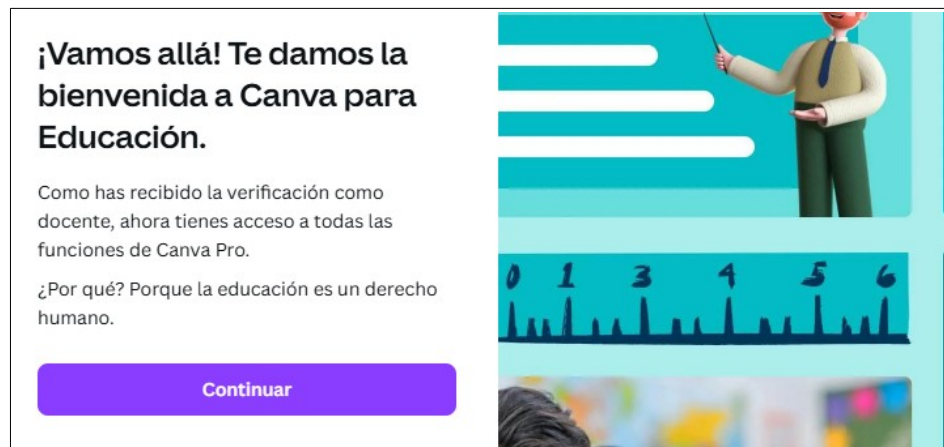 ¡Vamos allá! Te damos la
bienvenida a Canva para
Educación.
Como has recibido la verificación como
docente, ahora tienes acceso a todas las
funciones de Canva Pro.
¿Por qué? Porque la educación es un derecho
humano.
Continuar
0 1 3 4 5 6